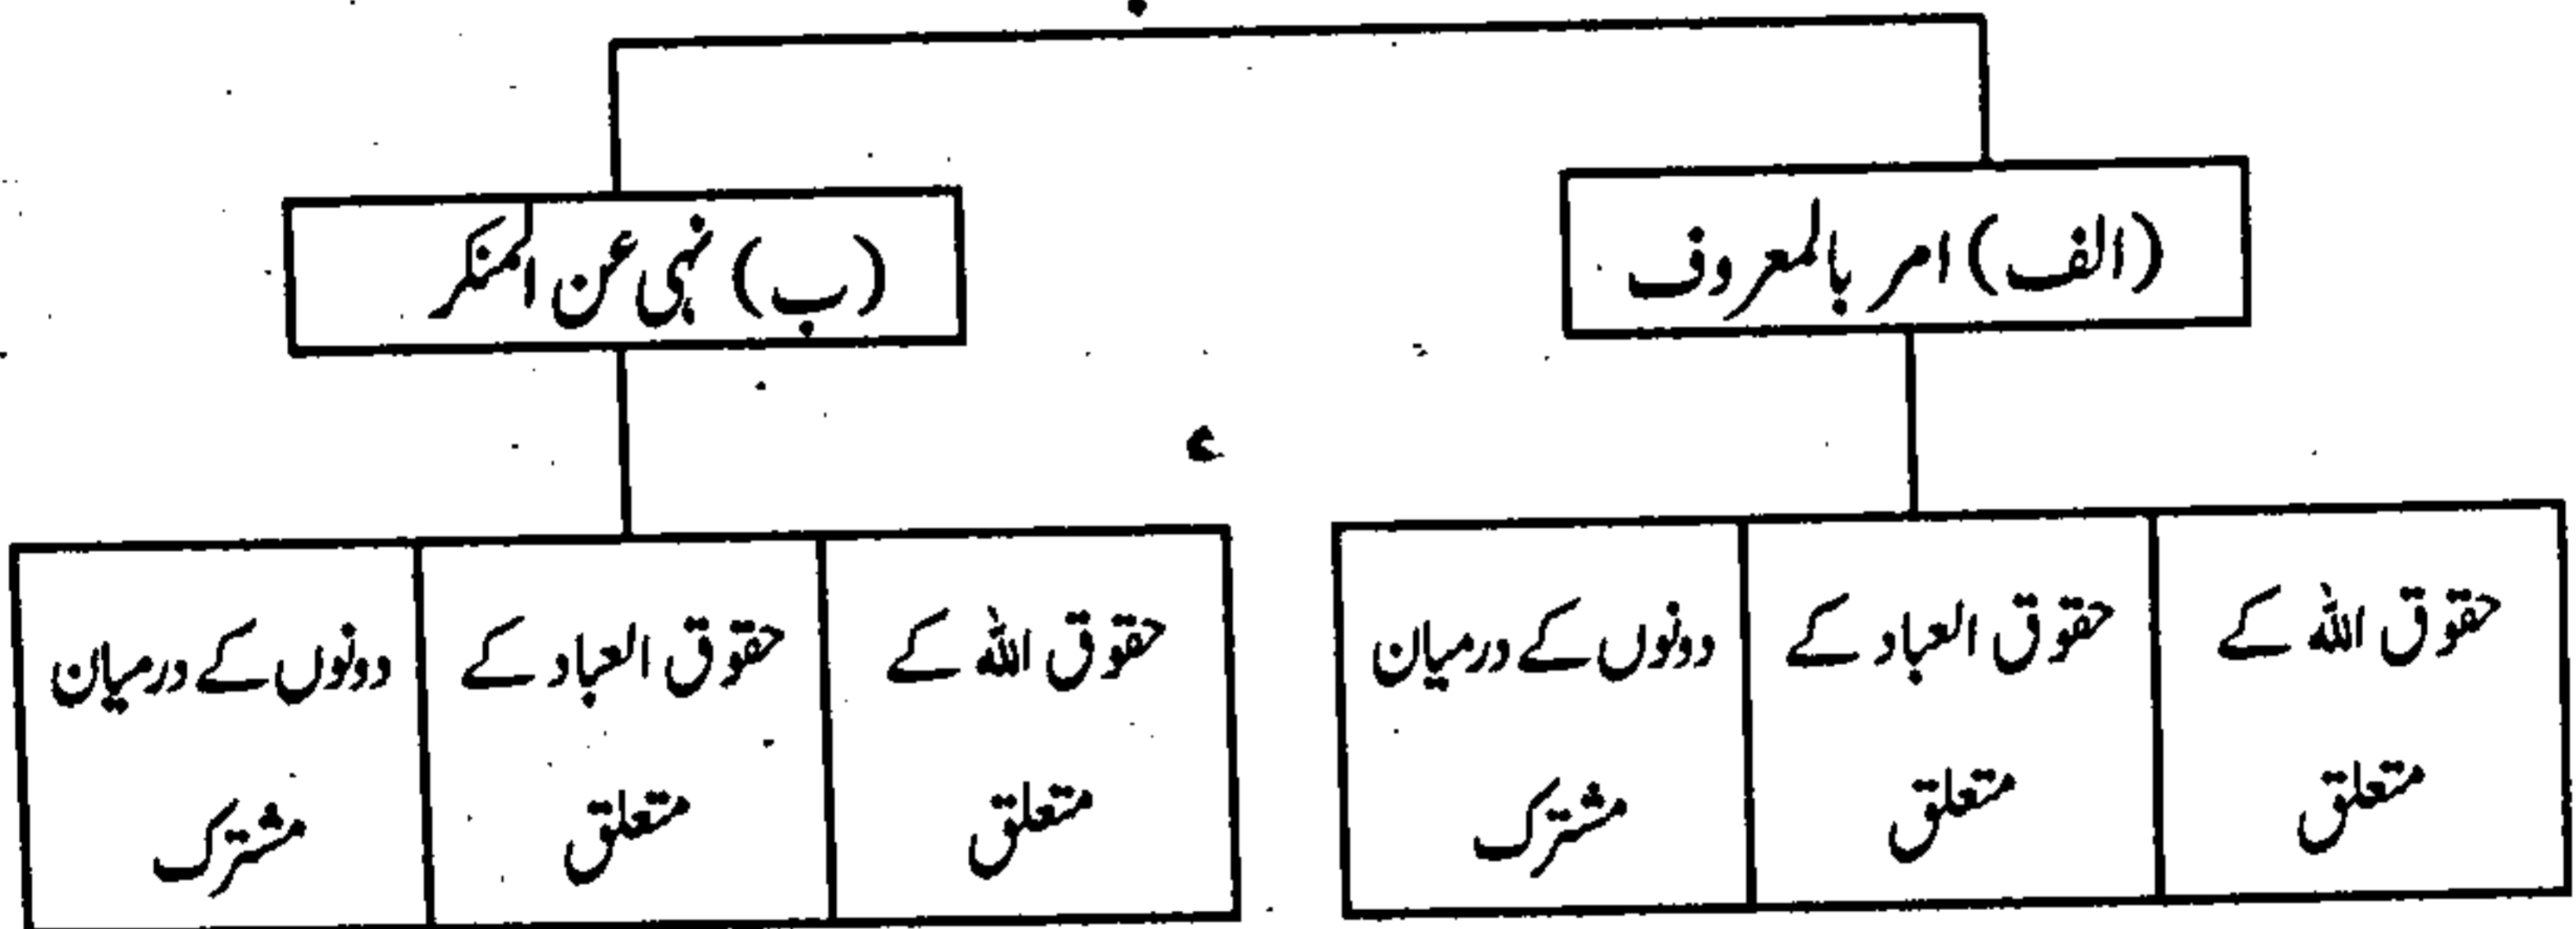 (الف) امر بالمعروف
(ب) نہی عن المنکر
حقوق اللہ کے
متعلق
حقوق العباد کے
متعلق
دونوں کے درمیان
مشترک
حقوق اللہ کے
متعلق
حقوق العباد کے
متعلق
دونوں کے درمیان
مشترک